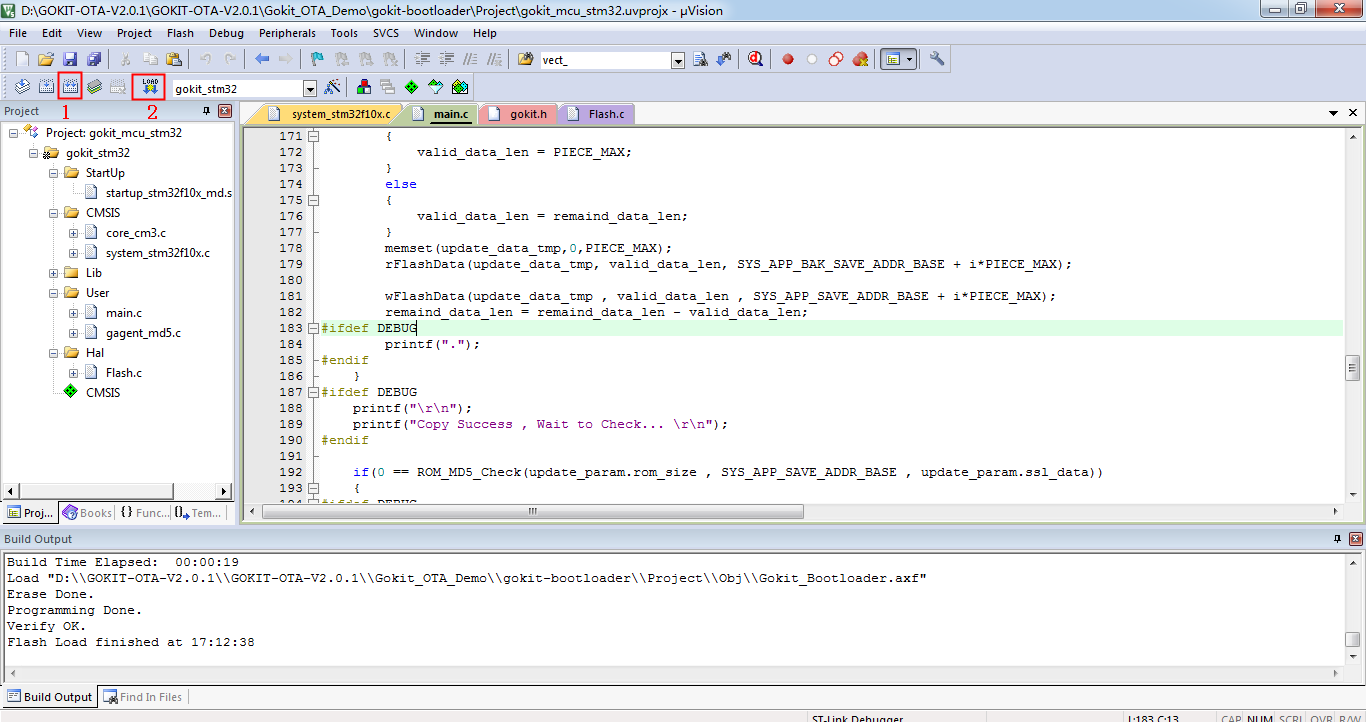 D:\GOKIT-OTA-V2.0.1\GOKIT-OTA-V2.0.1\Gokit_OTA_Demo\gokit-bootloader\Project\gokit_mcu_stm32.uvprojx - µVision
File Edit View Project Flash Debug Peripherals Tools SVCS Window Help
vect_
LOAD
gokit_stm32
1 2
Project
Project: gokit_mcu_stm32
gokit_stm32
StartUp
startup_stm32f10x_md.s
CMSIS
core_cm3.c
system_stm32f10x.c
Lib
User
main.c
gagent_md5.c
Hal
Flash.c
CMSIS
Proj... Books {} Func... Tem...
system_stm32f10x.c main.c gokit.h Flash.c
171 {
172 valid_data_len = PIECE_MAX;
173 }
174 else
175 {
176 valid_data_len = remaind_data_len;
177 }
178 memset(update_data_tmp,0,PIECE_MAX);
179 rFlashData(update_data_tmp, valid_data_len, SYS_APP_BAK_SAVE_ADDR_BASE + i*PIECE_MAX);
180
181 wFlashData(update_data_tmp , valid_data_len , SYS_APP_SAVE_ADDR_BASE + i*PIECE_MAX);
182 remaind_data_len = remaind_data_len - valid_data_len;
183 #ifdef DEBUG
184 printf(".");
185 #endif
186 }
187 #ifdef DEBUG
188 printf("\r\n");
189 printf("Copy Success , Wait to Check... \r\n");
190 #endif
191
192 if(0 == ROM_MD5_Check(update_param.rom_size , SYS_APP_SAVE_ADDR_BASE , update_param.ssl_data))
193 {
194 #ifdef DEBUG
Build Output
Build Time Elapsed: 00:00:19
Load "D:\\GOKIT-OTA-V2.0.1\\GOKIT-OTA-V2.0.1\\Gokit_OTA_Demo\\gokit-bootloader\\Project\\Obj\\Gokit_Bootloader.axf"
Erase Done.
Programming Done.
Verify OK.
Flash Load finished at 17:12:38
Build Output Find In Files
ST-Link Debugger L:183 C:13 CAP NUM SCRL OVR R/W